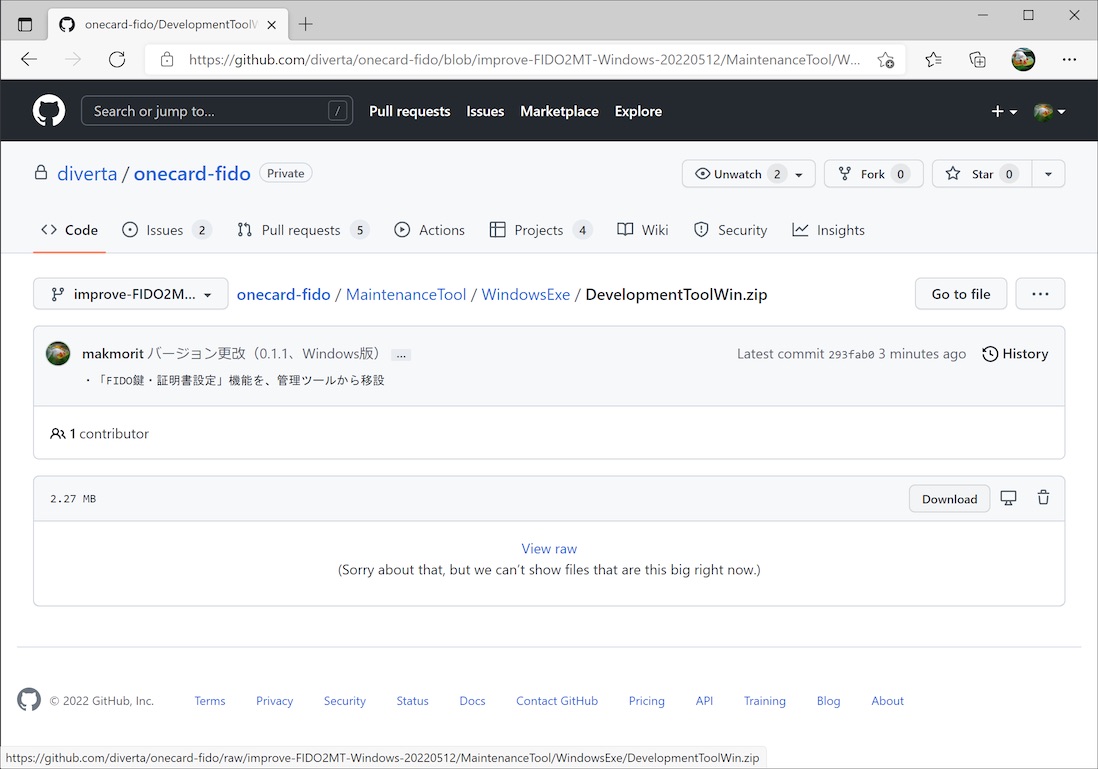 onecard-fido/DevelopmentToolW
https://github.com/diverta/onecard-fido/blob/improve-FIDO2MT-Windows-20220512/MaintenanceTool/W...
Search or jump to... / Pull requests Issues Marketplace Explore
diverta / onecard-fido Private Unwatch 2 Fork 0 Star 0
Code Issues 2 Pull requests 5 Actions Projects 4 Wiki Security Insights
improve-FIDO2M... onecard-fido / MaintenanceTool / WindowsExe / DevelopmentToolWin.zip Go to file ...
makmorit バージョン更改（0.1.1、Windows版） ... Latest commit 293fab0 3 minutes ago History
・「FIDO鍵・証明書設定」機能を、管理ツールから移設
1 contributor
2.27 MB Download
View raw
(Sorry about that, but we can't show files that are this big right now.)
© 2022 GitHub, Inc. Terms Privacy Security Status Docs Contact GitHub Pricing API Training Blog About
https://github.com/diverta/onecard-fido/raw/improve-FIDO2MT-Windows-20220512/MaintenanceTool/WindowsExe/DevelopmentToolWin.zip